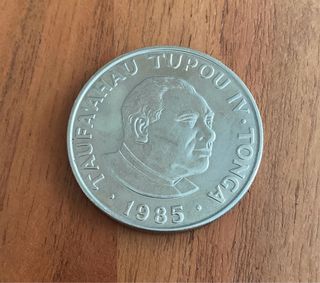 TAUFA'AHAU TUPOU IV · TONGA
· 1985 ·